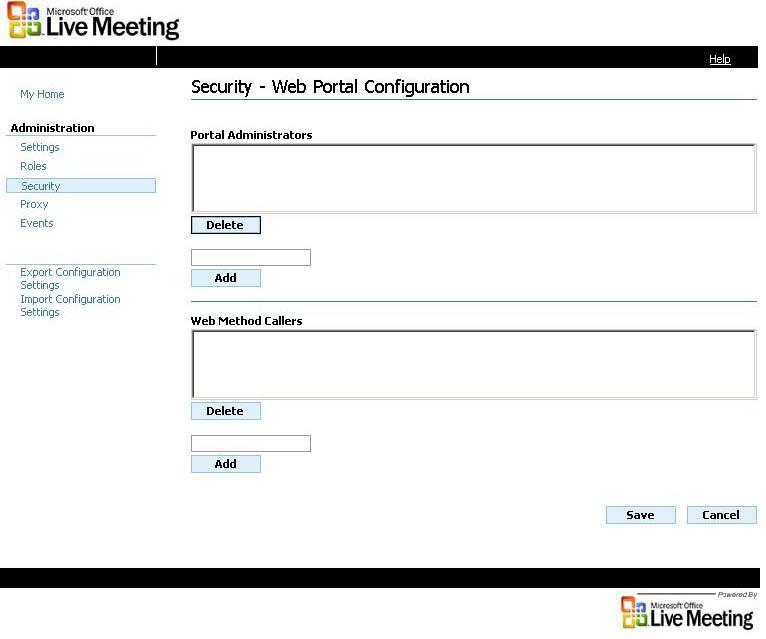 Microsoft Office
Live Meeting
Help
Security - Web Portal Configuration
My Home
Administration
Settings
Roles
Security
Proxy
Events
Export Configuration
Settings
Import Configuration
Settings
Portal Administrators
Delete
Add
Web Method Callers
Delete
Add
Save
Cancel
Powered By
Microsoft Office
Live Meeting